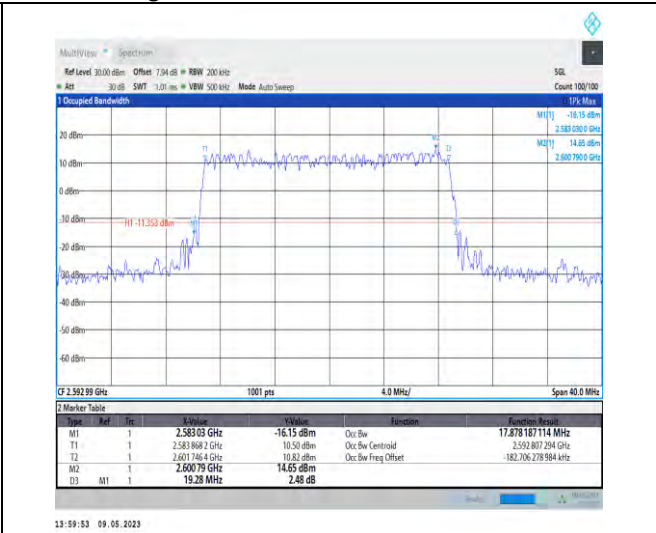 MultiView Spectrum
Ref Level 30.00 dBm Offset 7.94 dB RBW 200 kHz SGL
Att 30 dB SWT 1.01 ms VBW 500 kHz Mode Auto Sweep Count 100/100
1 Occupied Bandwidth 1Pk Max
M1[1] -16.15 dBm
2.583 030 0 GHz
M2[1] 14.65 dBm
2.600 790 0 GHz
20 dBm
10 dBm
0 dBm
-10 dBm
H1 -11.353 dBm
-20 dBm
-30 dBm
-40 dBm
-50 dBm
-60 dBm
T1
M2
T2
M1
CF 2.592 99 GHz 1001 pts 4.0 MHz/ Span 40.0 MHz
2 Marker Table
Type Ref Trc X-Value Y-Value Function Function Result
M1 1 2.583 03 GHz -16.15 dBm Occ Bw 17.878 187 114 MHz
T1 1 2.583 868 2 GHz 10.50 dBm Occ Bw Centroid 2.592 807 294 GHz
T2 1 2.601 746 4 GHz 10.82 dBm Occ Bw Freq Offset -182.706 278 984 kHz
M2 1 2.600 79 GHz 14.65 dBm
D3 M1 1 19.28 MHz 2.48 dB
13:59:53 09.05.2023